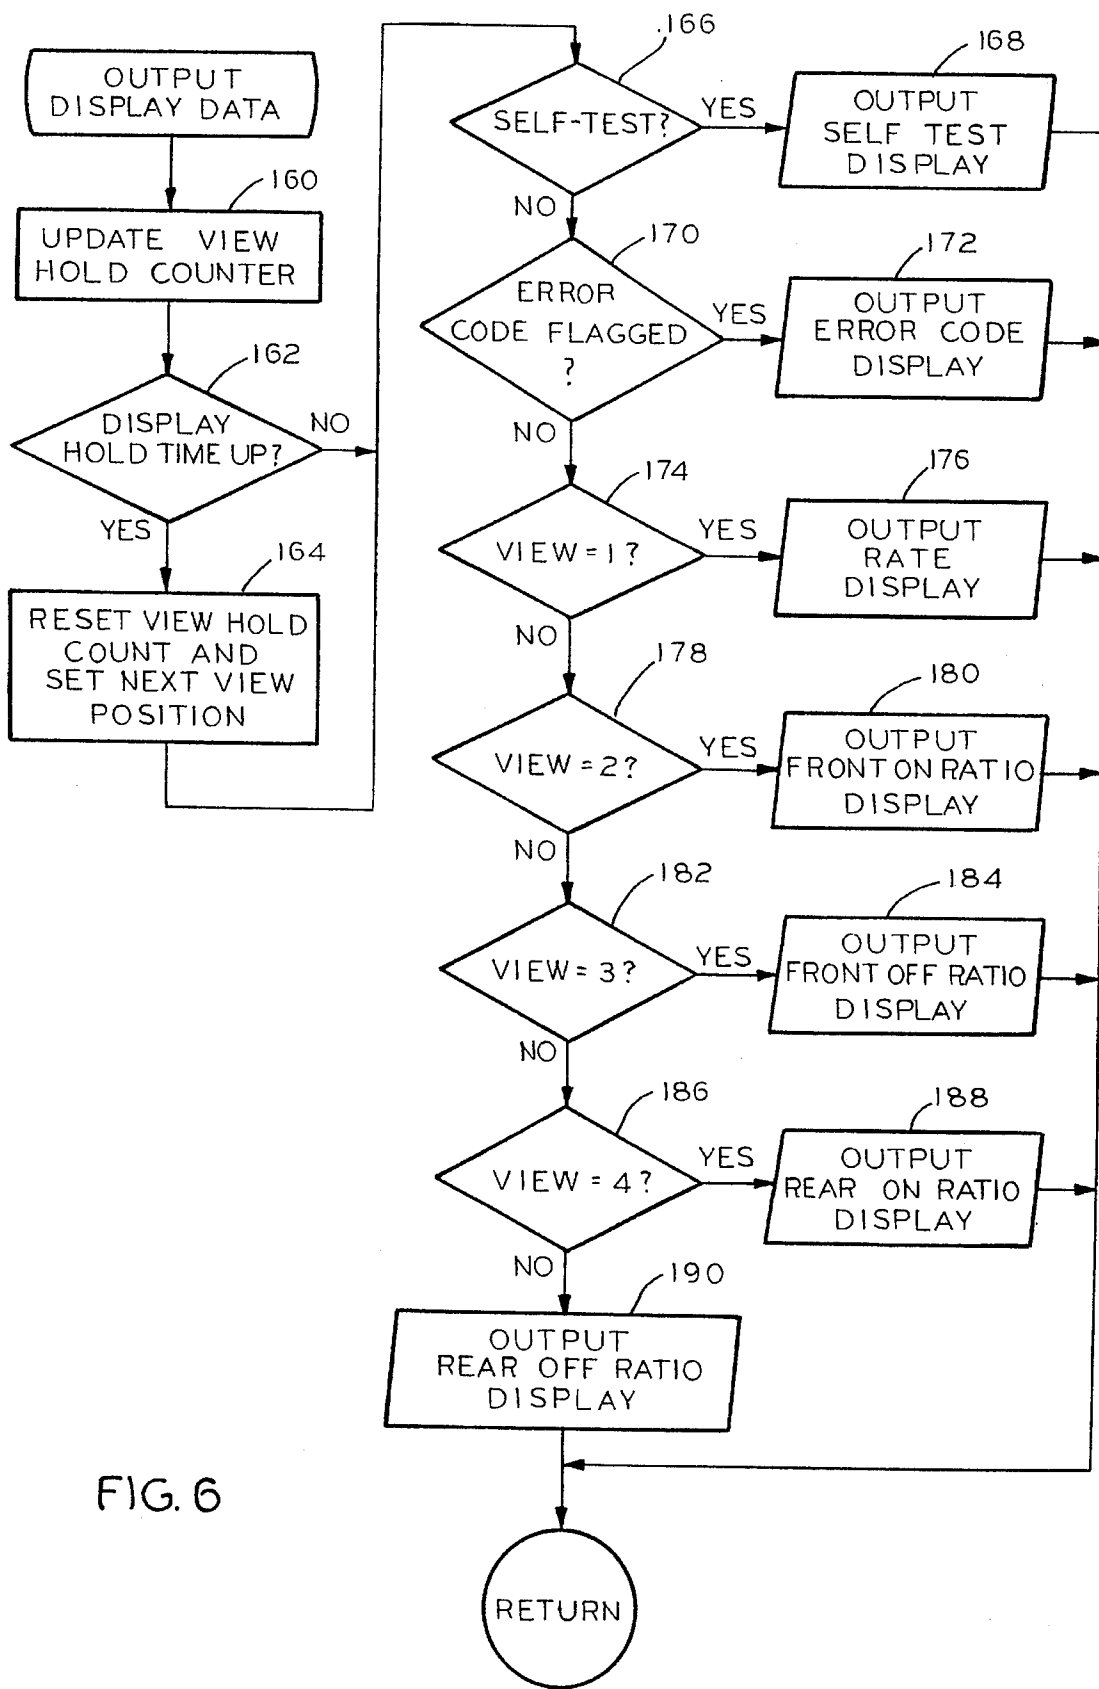 OUTPUT
DISPLAY DATA
160
UPDATE VIEW
HOLD COUNTER
162
DISPLAY
HOLD TIME UP?
NO
YES
164
RESET VIEW HOLD
COUNT AND
SET NEXT VIEW
POSITION
166
SELF-TEST?
YES
168
OUTPUT
SELF TEST
DISPLAY
NO
170
ERROR
CODE FLAGGED
?
YES
172
OUTPUT
ERROR CODE
DISPLAY
NO
174
VIEW = 1?
YES
176
OUTPUT
RATE
DISPLAY
NO
178
VIEW = 2?
YES
180
OUTPUT
FRONT ON RATIO
DISPLAY
NO
182
VIEW = 3?
YES
184
OUTPUT
FRONT OFF RATIO
DISPLAY
NO
186
VIEW = 4?
YES
188
OUTPUT
REAR ON RATIO
DISPLAY
NO
190
OUTPUT
REAR OFF RATIO
DISPLAY
RETURN
FIG. 6